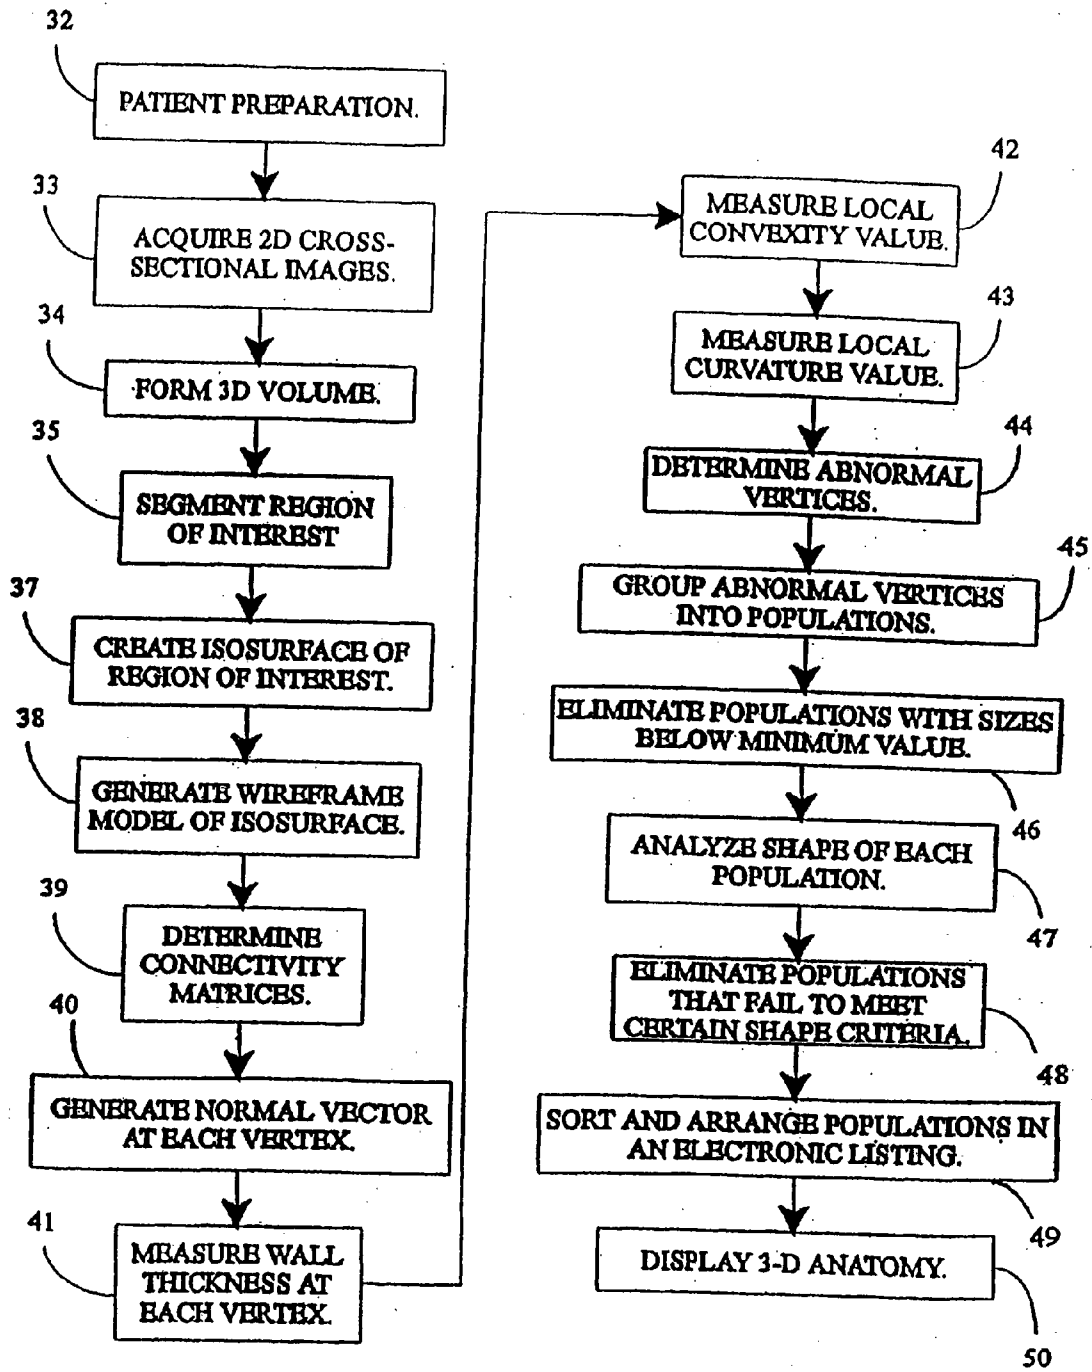 32
PATIENT PREPARATION.
33
ACQUIRE 2D CROSS-
SECTIONAL IMAGES.
34
FORM 3D VOLUME.
35
SEGMENT REGION
OF INTEREST
37
CREATE ISOSURFACE OF
REGION OF INTEREST.
38
GENERATE WIREFRAME
MODEL OF ISOSURFACE.
39
DETERMINE
CONNECTIVITY
MATRICES.
40
GENERATE NORMAL VECTOR
AT EACH VERTEX.
41
MEASURE WALL
THICKNESS AT
EACH VERTEX.
42
MEASURE LOCAL
CONVEXITY VALUE.
43
MEASURE LOCAL
CURVATURE VALUE.
44
DETERMINE ABNORMAL
VERTICES.
45
GROUP ABNORMAL VERTICES
INTO POPULATIONS.
ELIMINATE POPULATIONS WITH SIZES
BELOW MINIMUM VALUE.
46
ANALYZE SHAPE OF EACH
POPULATION.
47
ELIMINATE POPULATIONS
THAT FAIL TO MEET
CERTAIN SHAPE CRITERIA.
48
SORT AND ARRANGE POPULATIONS IN
AN ELECTRONIC LISTING.
49
DISPLAY 3-D ANATOMY.
50